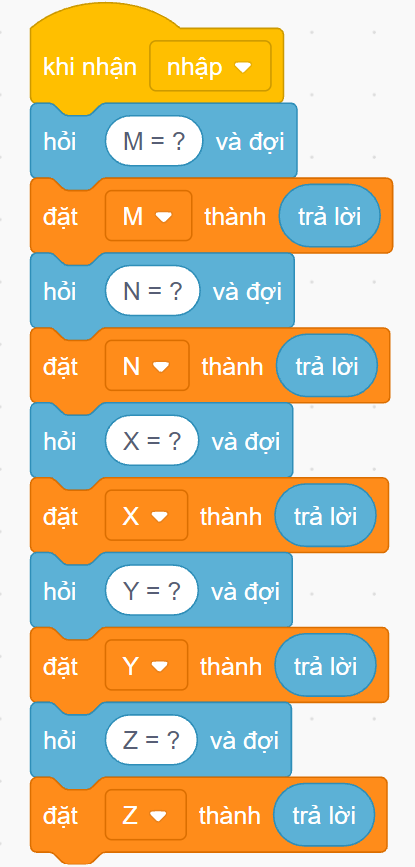 khi nhận nhập
hỏi M = ? và đợi
đặt M thành trả lời
hỏi N = ? và đợi
đặt N thành trả lời
hỏi X = ? và đợi
đặt X thành trả lời
hỏi Y = ? và đợi
đặt Y thành trả lời
hỏi Z = ? và đợi
đặt Z thành trả lời